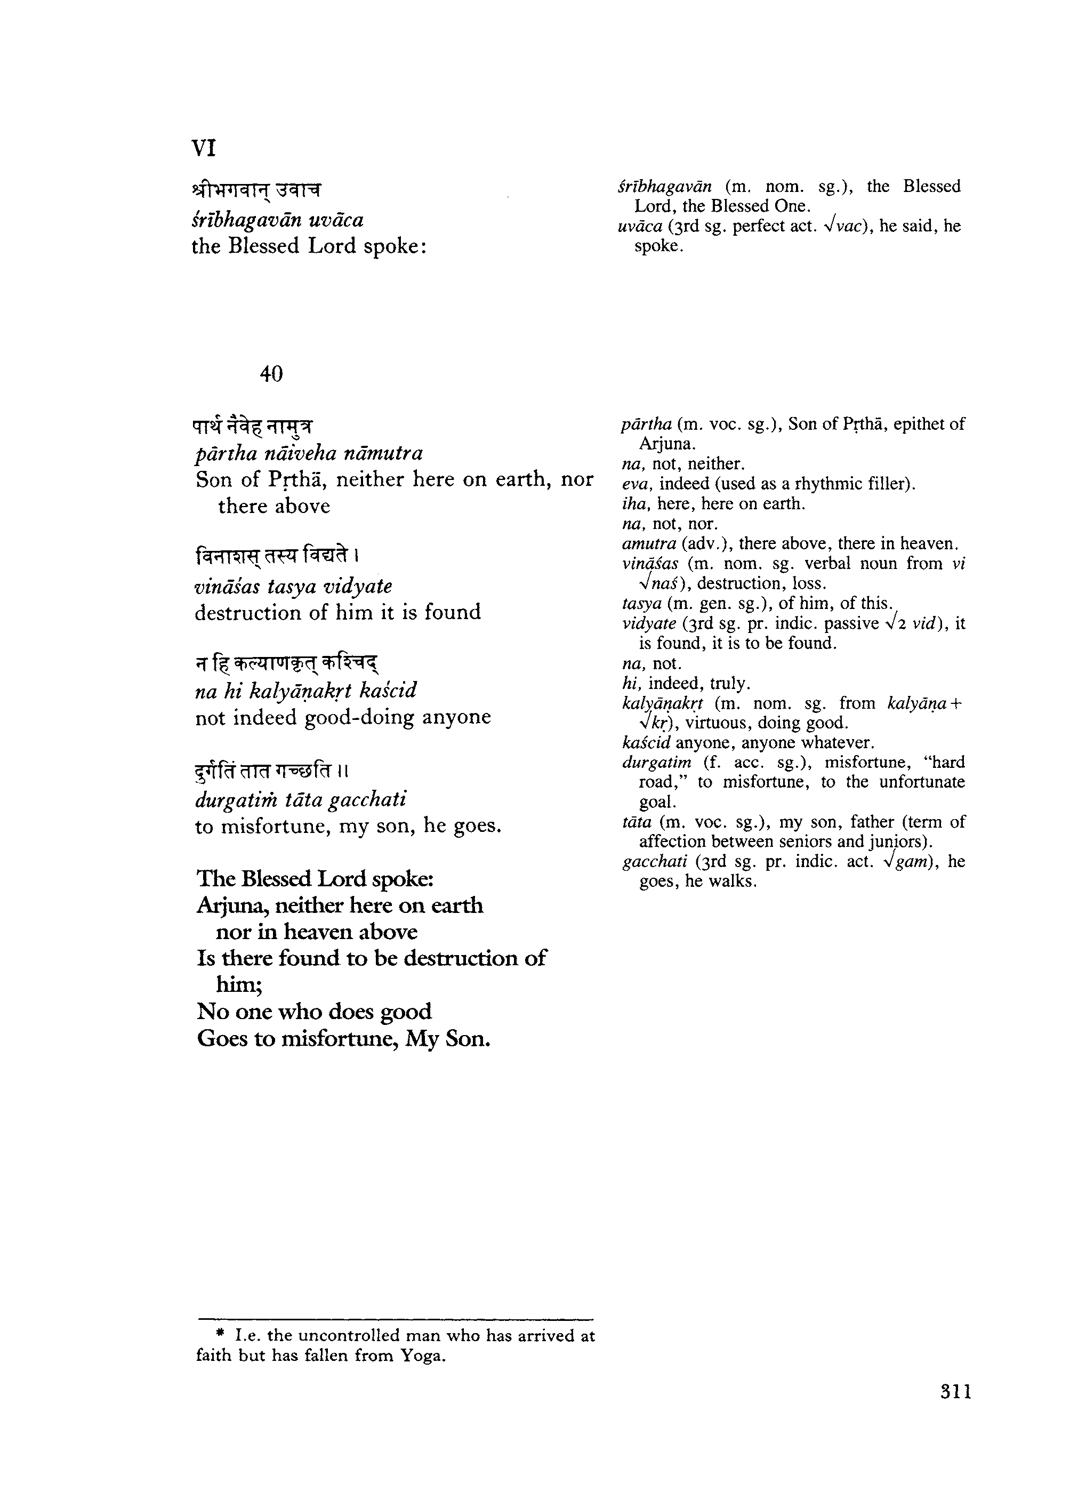 VI
श्रीभगवान् उवाच
śrībhagavān uvāca
the Blessed Lord spoke:
śrībhagavān (m. nom. sg.), the Blessed
Lord, the Blessed One.
uvāca (3rd sg. perfect act. √vac), he said, he
spoke.
40
पार्थ नैवेह नामुत्र
pārtha nāiveha nāmutra
Son of Pṛthā, neither here on earth, nor
there above
विनाशस् तस्य विद्यते ।
vināśas tasya vidyate
destruction of him it is found
न हि कल्याणकृत् कश्चिद्
na hi kalyāṇakṛt kaścid
not indeed good-doing anyone
दुर्गतिं तात गच्छति ॥
durgatiṁ tāta gacchati
to misfortune, my son, he goes.
The Blessed Lord spoke:
Arjuna, neither here on earth
nor in heaven above
Is there found to be destruction of
him;
No one who does good
Goes to misfortune, My Son.
pārtha (m. voc. sg.), Son of Pṛthā, epithet of
Arjuna.
na, not, neither.
eva, indeed (used as a rhythmic filler).
iha, here, here on earth.
na, not, nor.
amutra (adv.), there above, there in heaven.
vināśas (m. nom. sg. verbal noun from vi
√naś), destruction, loss.
tasya (m. gen. sg.), of him, of this.
vidyate (3rd sg. pr. indic. passive √2 vid), it
is found, it is to be found.
na, not.
hi, indeed, truly.
kalyāṇakṛt (m. nom. sg. from kalyāṇa+
√kṛ), virtuous, doing good.
kaścid anyone, anyone whatever.
durgatim (f. acc. sg.), misfortune, “hard
road,” to misfortune, to the unfortunate
goal.
tāta (m. voc. sg.), my son, father (term of
affection between seniors and juniors).
gacchati (3rd sg. pr. indic. act. √gam), he
goes, he walks.
* I.e. the uncontrolled man who has arrived at
faith but has fallen from Yoga.
311